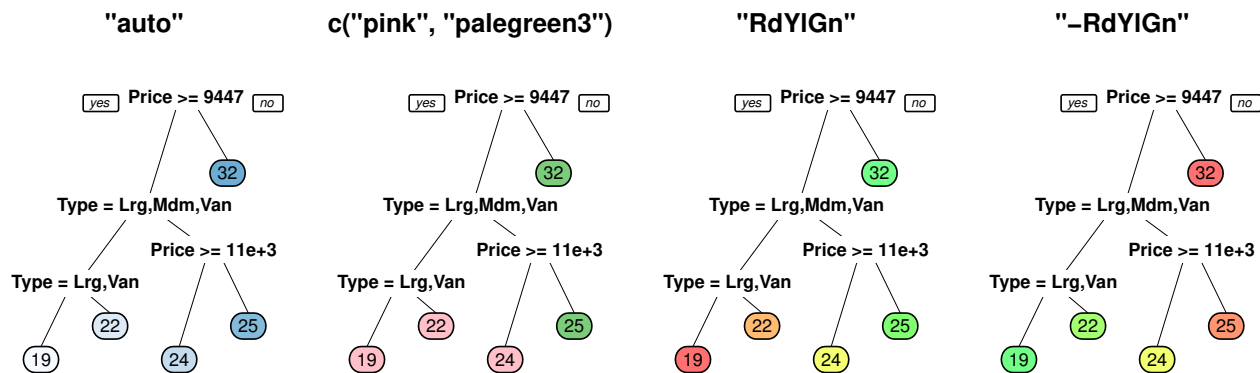 "auto"
c("pink", "palegreen3")
"RdYlGn"
"−RdYlGn"
yes Price >= 9447 no
32
Type = Lrg,Mdm,Van
Price >= 11e+3
Type = Lrg,Van
22
25
19
24
yes Price >= 9447 no
32
Type = Lrg,Mdm,Van
Price >= 11e+3
Type = Lrg,Van
22
25
19
24
yes Price >= 9447 no
32
Type = Lrg,Mdm,Van
Price >= 11e+3
Type = Lrg,Van
22
25
19
24
yes Price >= 9447 no
32
Type = Lrg,Mdm,Van
Price >= 11e+3
Type = Lrg,Van
22
25
19
24